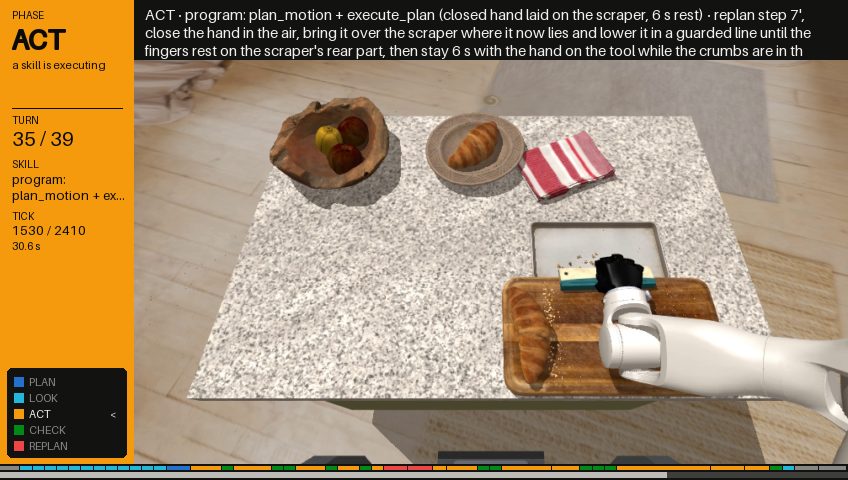 PHASE
ACT
a skill is executing
TURN
35 / 39
SKILL
program:
plan_motion + ex...
TICK
1530 / 2410
30.6 s
PLAN
LOOK
ACT <
CHECK
REPLAN
ACT · program: plan_motion + execute_plan (closed hand laid on the scraper, 6 s rest) · replan step 7',
close the hand in the air, bring it over the scraper where it now lies and lower it in a guarded line until the
fingers rest on the scraper's rear part, then stay 6 s with the hand on the tool while the crumbs are in th